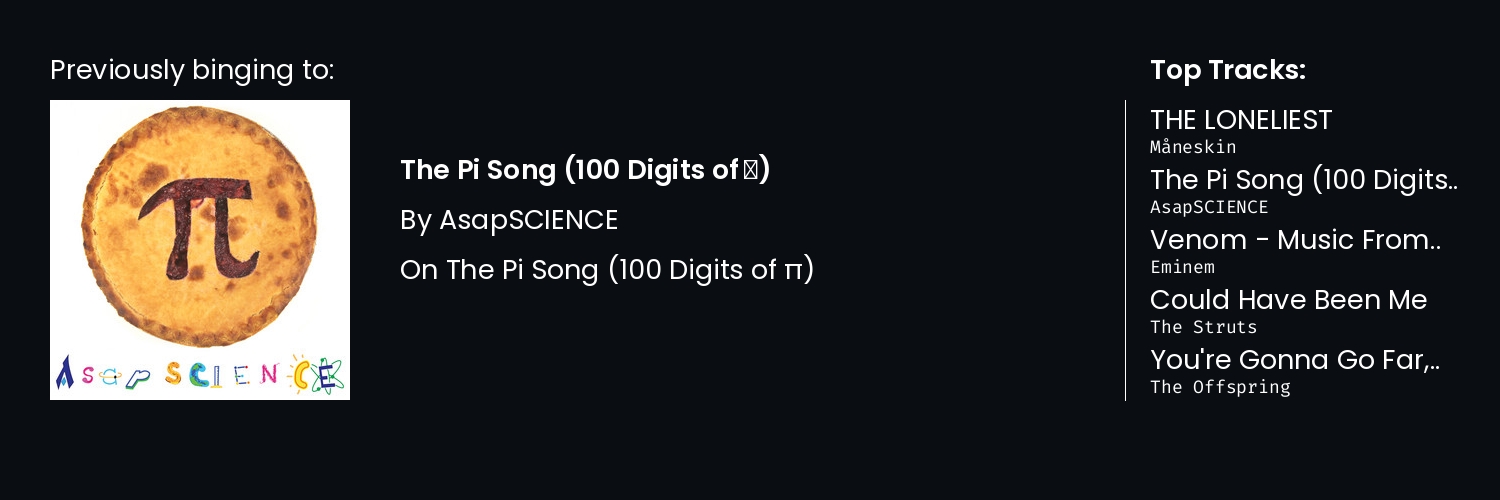 Previously binging to:
π
Asap SCIENCE
The Pi Song (100 Digits of )
By AsapSCIENCE
On The Pi Song (100 Digits of π)
Top Tracks:
THE LONELIEST
Måneskin
The Pi Song (100 Digits..
AsapSCIENCE
Venom - Music From..
Eminem
Could Have Been Me
The Struts
You're Gonna Go Far,..
The Offspring